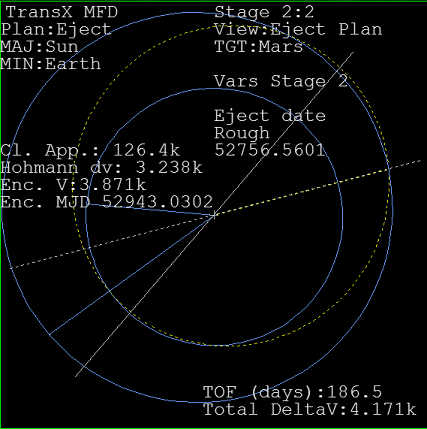 TransX MFD
Stage 2:2
Plan:Eject
View:Eject Plan
MAJ:Sun
TGT:Mars
MIN:Earth
Vars Stage 2
Eject date
Rough
Cl. App.: 126.4k
52756.5601
Hohmann dv: 3.238k
Enc. V:3.871k
Enc. MJD 52943.0302
TOF (days):186.5
Total DeltaV:4.171k